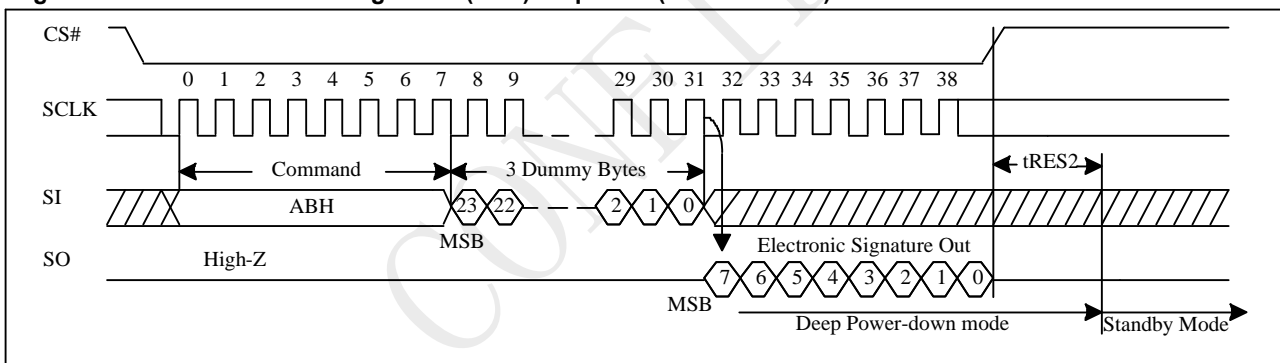 CS#
0 1 2 3 4 5 6 7 8 9 29 30 31 32 33 34 35 36 37 38
SCLK
Command 3 Dummy Bytes tRES2
SI ABH 23 22 2 1 0
MSB Electronic Signature Out
SO High-Z
7 6 5 4 3 2 1 0
MSB
Deep Power-down mode Standby Mode